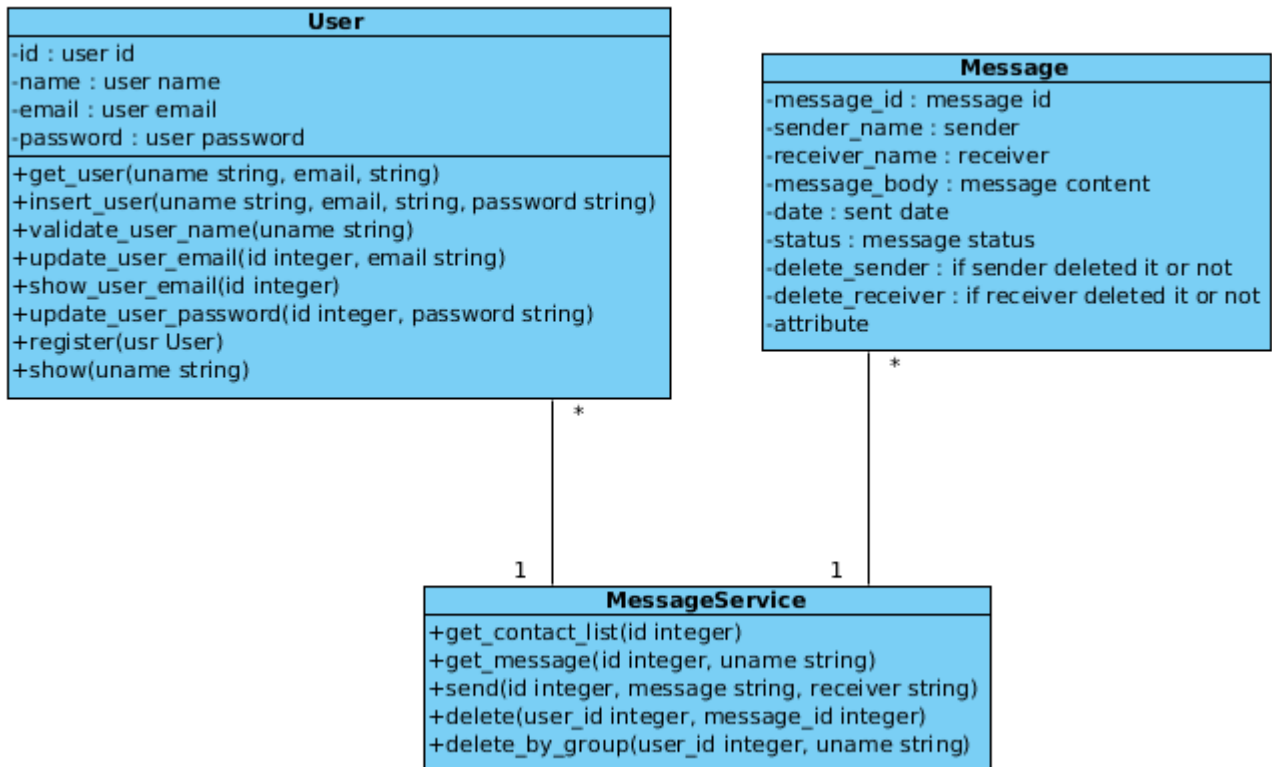 User
-id : user id
-name : user name
-email : user email
-password : user password
+get_user(uname string, email, string)
+insert_user(uname string, email, string, password string)
+validate_user_name(uname string)
+update_user_email(id integer, email string)
+show_user_email(id integer)
+update_user_password(id integer, password string)
+register(usr User)
+show(uname string)
Message
-message_id : message id
-sender_name : sender
-receiver_name : receiver
-message_body : message content
-date : sent date
-status : message status
-delete_sender : if sender deleted it or not
-delete_receiver : if receiver deleted it or not
-attribute
*
*
1
1
MessageService
+get_contact_list(id integer)
+get_message(id integer, uname string)
+send(id integer, message string, receiver string)
+delete(user_id integer, message_id integer)
+delete_by_group(user_id integer, uname string)